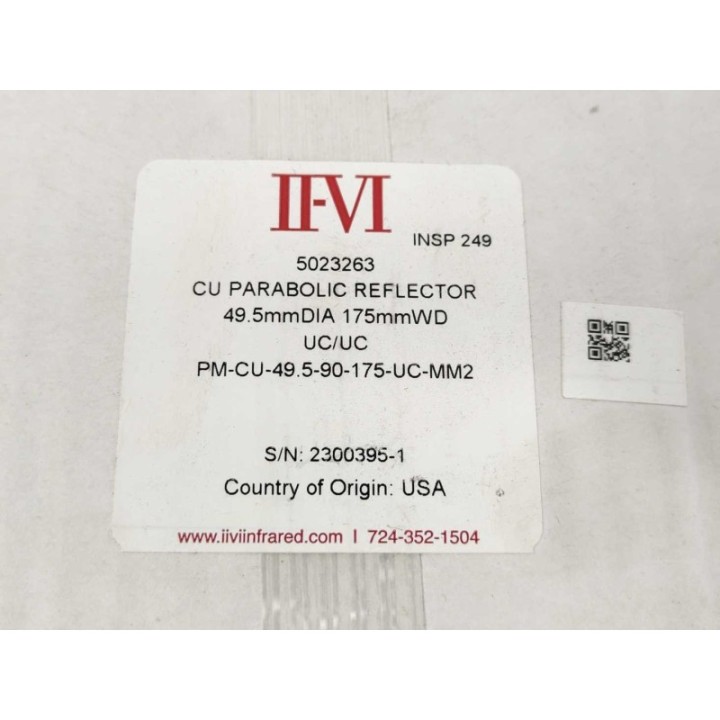 II-VI
INSP 249
5023263
CU PARABOLIC REFLECTOR
49.5mmDIA 175mmWD
UC/UC
PM-CU-49.5-90-175-UC-MM2
S/N: 2300395-1
Country of Origin: USA
www.iiviinfrared.com | 724-352-1504